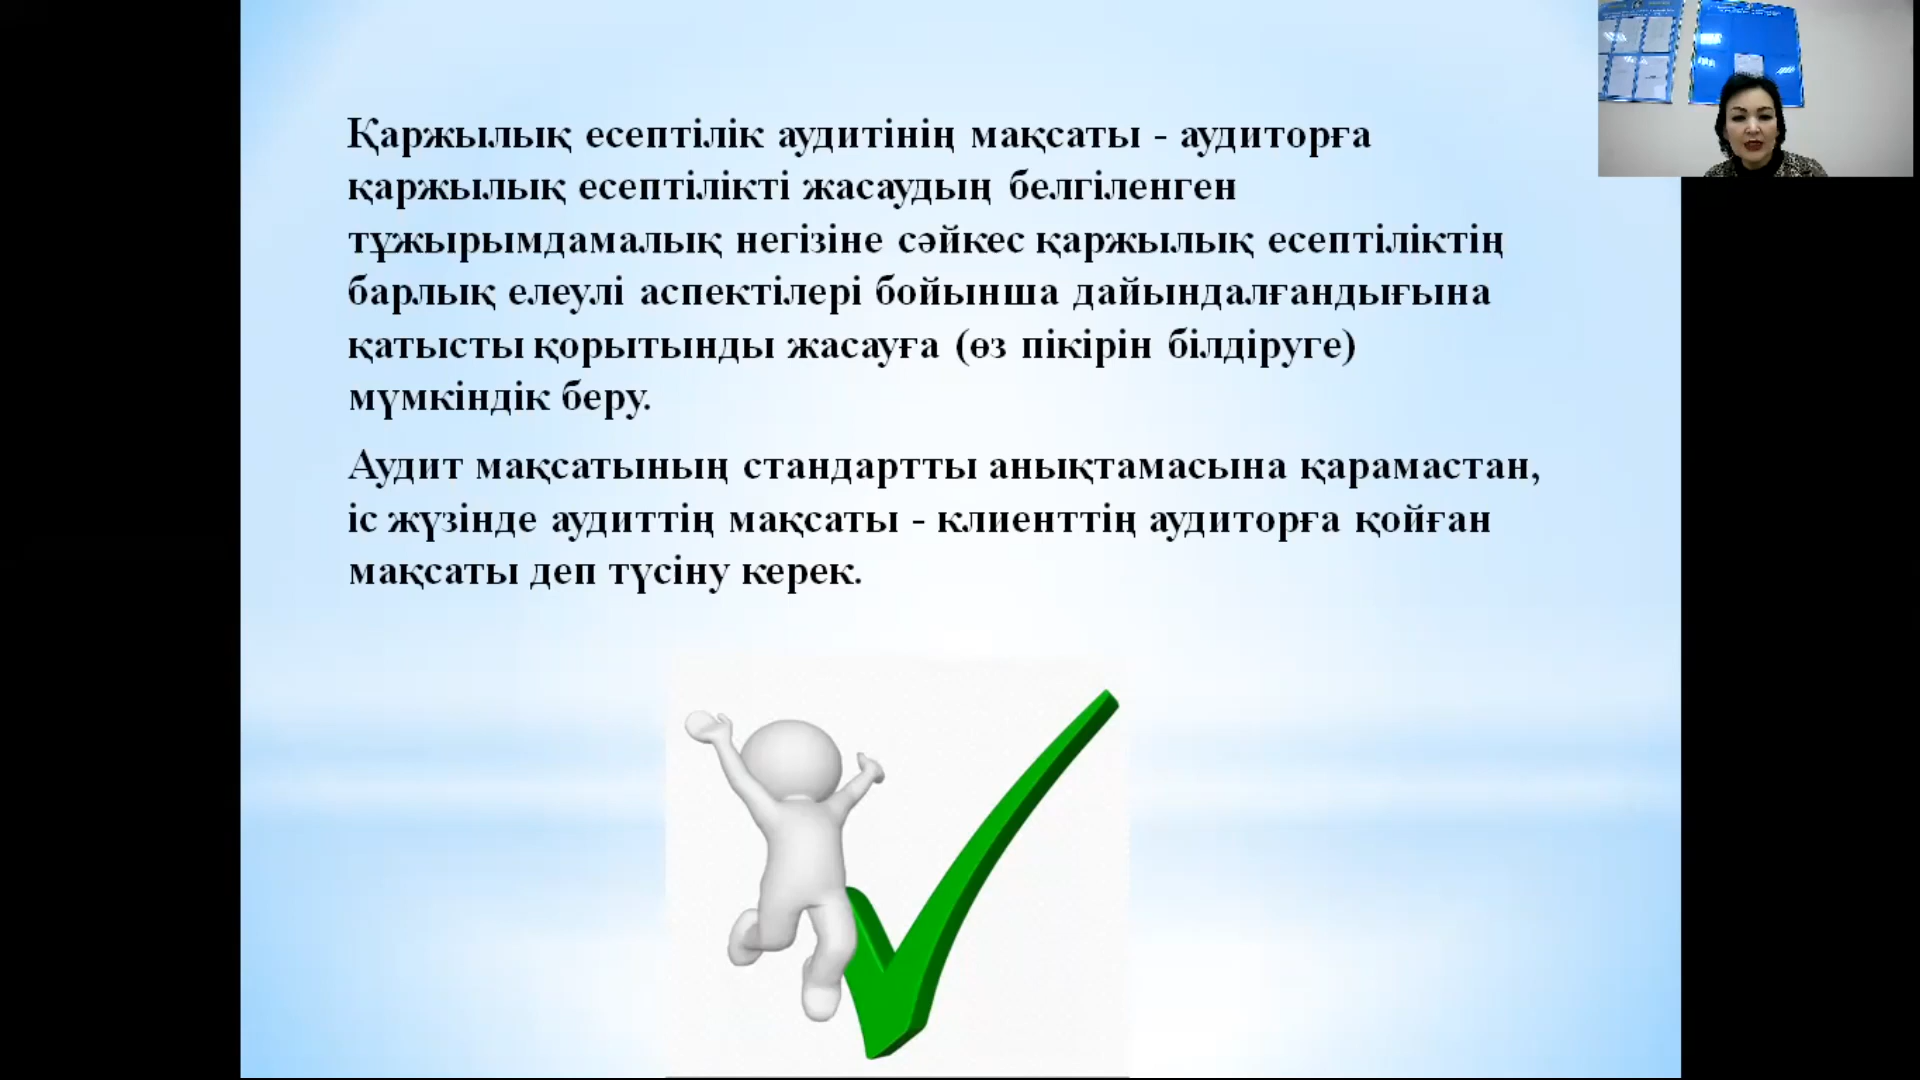 Қаржылық есептілік аудитінің мақсаты - аудиторға
қаржылық есептілікті жасаудың белгіленген
тұжырымдамалық негізіне сәйкес қаржылық есептіліктің
барлық елеулі аспектілері бойынша дайындалғандығына
қатысты қорытынды жасауға (өз пікірін білдіруге)
мүмкіндік беру.
Аудит мақсатының стандартты анықтамасына қарамастан,
іс жүзінде аудиттің мақсаты - клиенттің аудиторға қойған
мақсаты деп түсіну керек.